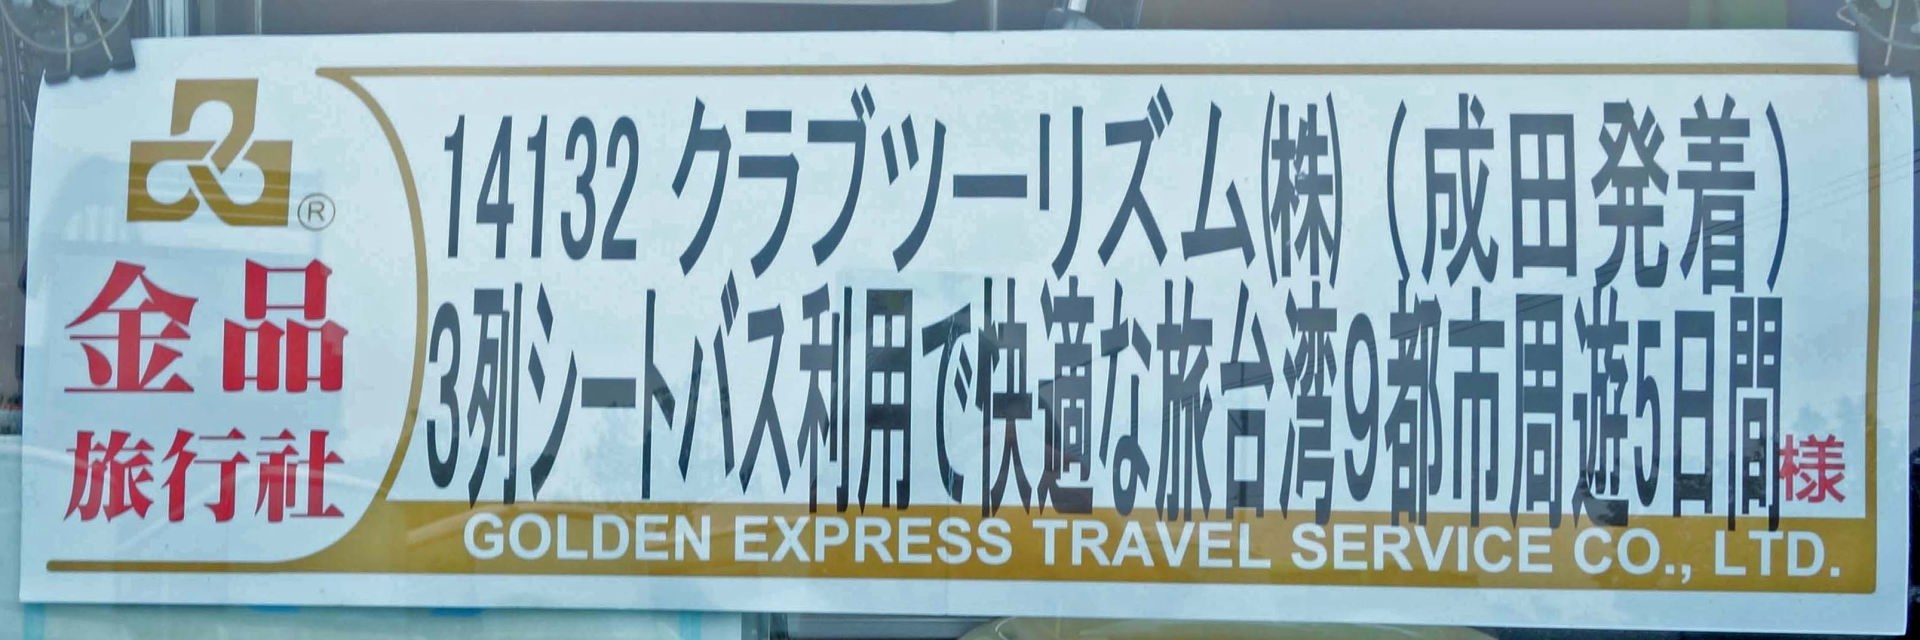 ®
金品
旅行社
14132 クラブツーリズム㈱（成田発着）
3列シートバス利用で快適な旅台湾9都市周遊5日間様
GOLDEN EXPRESS TRAVEL SERVICE CO., LTD.